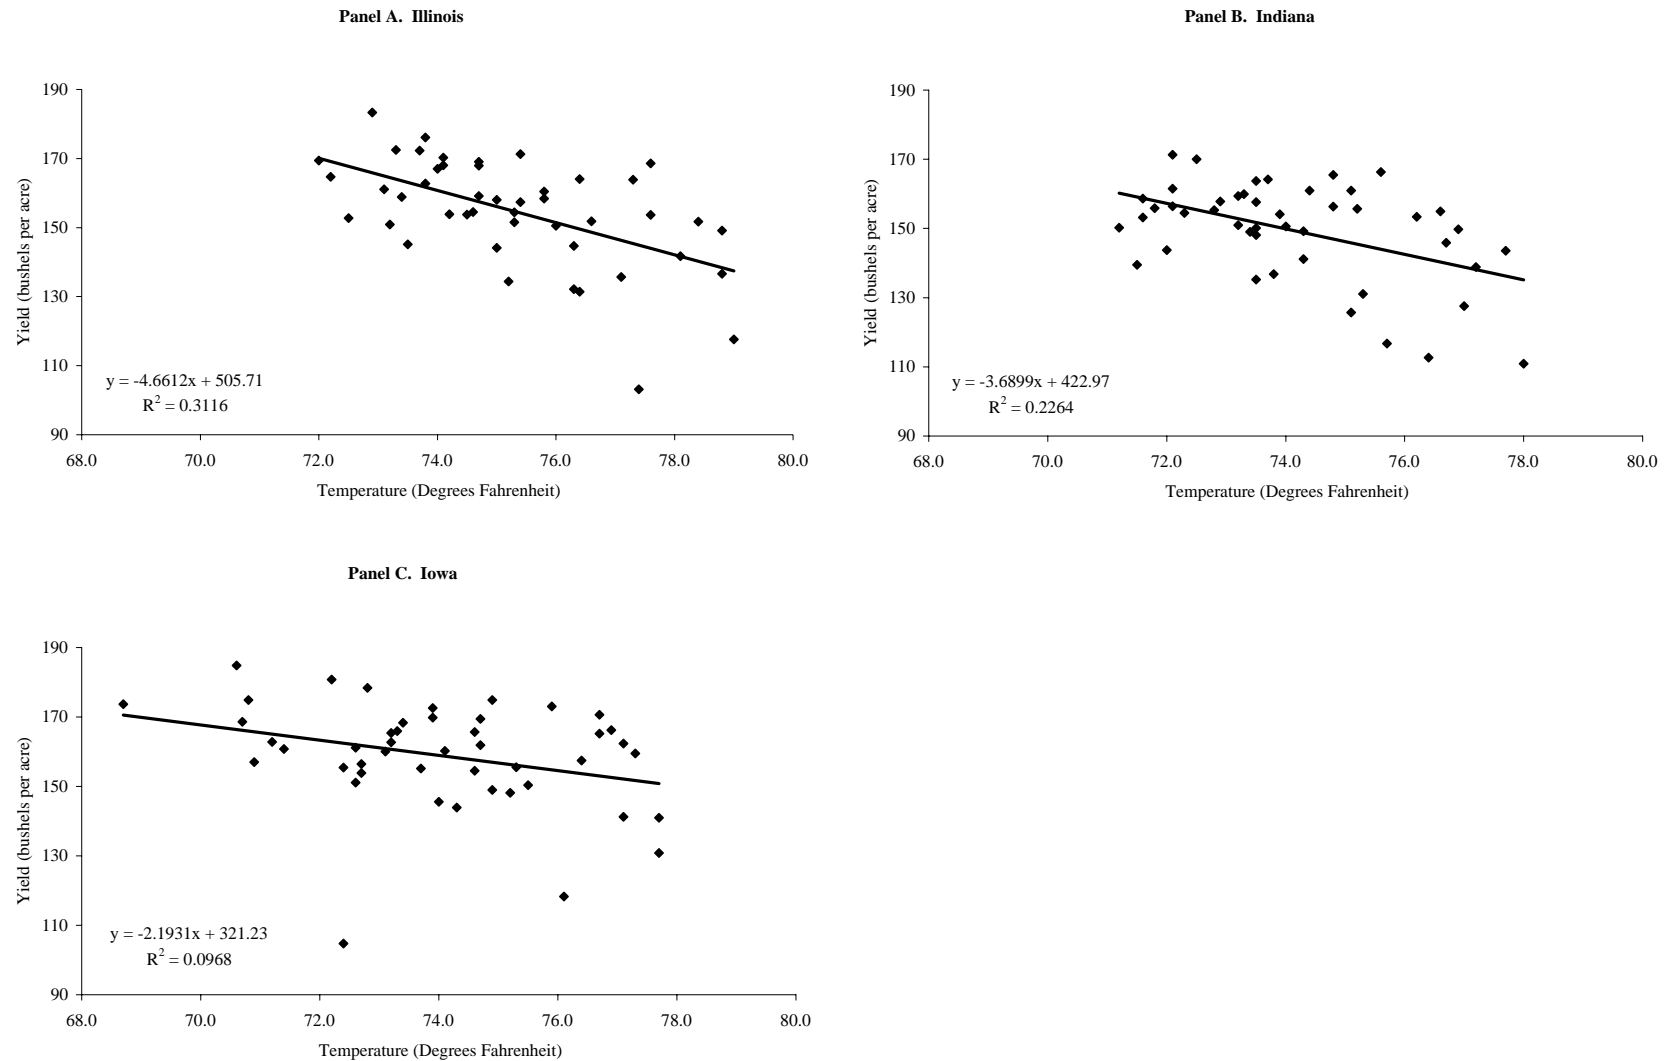 Panel A. Illinois
190
170
150
130
110
90
Yield (bushels per acre)
y = -4.6612x + 505.71
R² = 0.3116
68.0 70.0 72.0 74.0 76.0 78.0 80.0
Temperature (Degrees Fahrenheit)
Panel B. Indiana
190
170
150
130
110
90
Yield (bushels per acre)
y = -3.6899x + 422.97
R² = 0.2264
68.0 70.0 72.0 74.0 76.0 78.0 80.0
Temperature (Degrees Fahrenheit)
Panel C. Iowa
190
170
150
130
110
90
Yield (bushels per acre)
y = -2.1931x + 321.23
R² = 0.0968
68.0 70.0 72.0 74.0 76.0 78.0 80.0
Temperature (Degrees Fahrenheit)